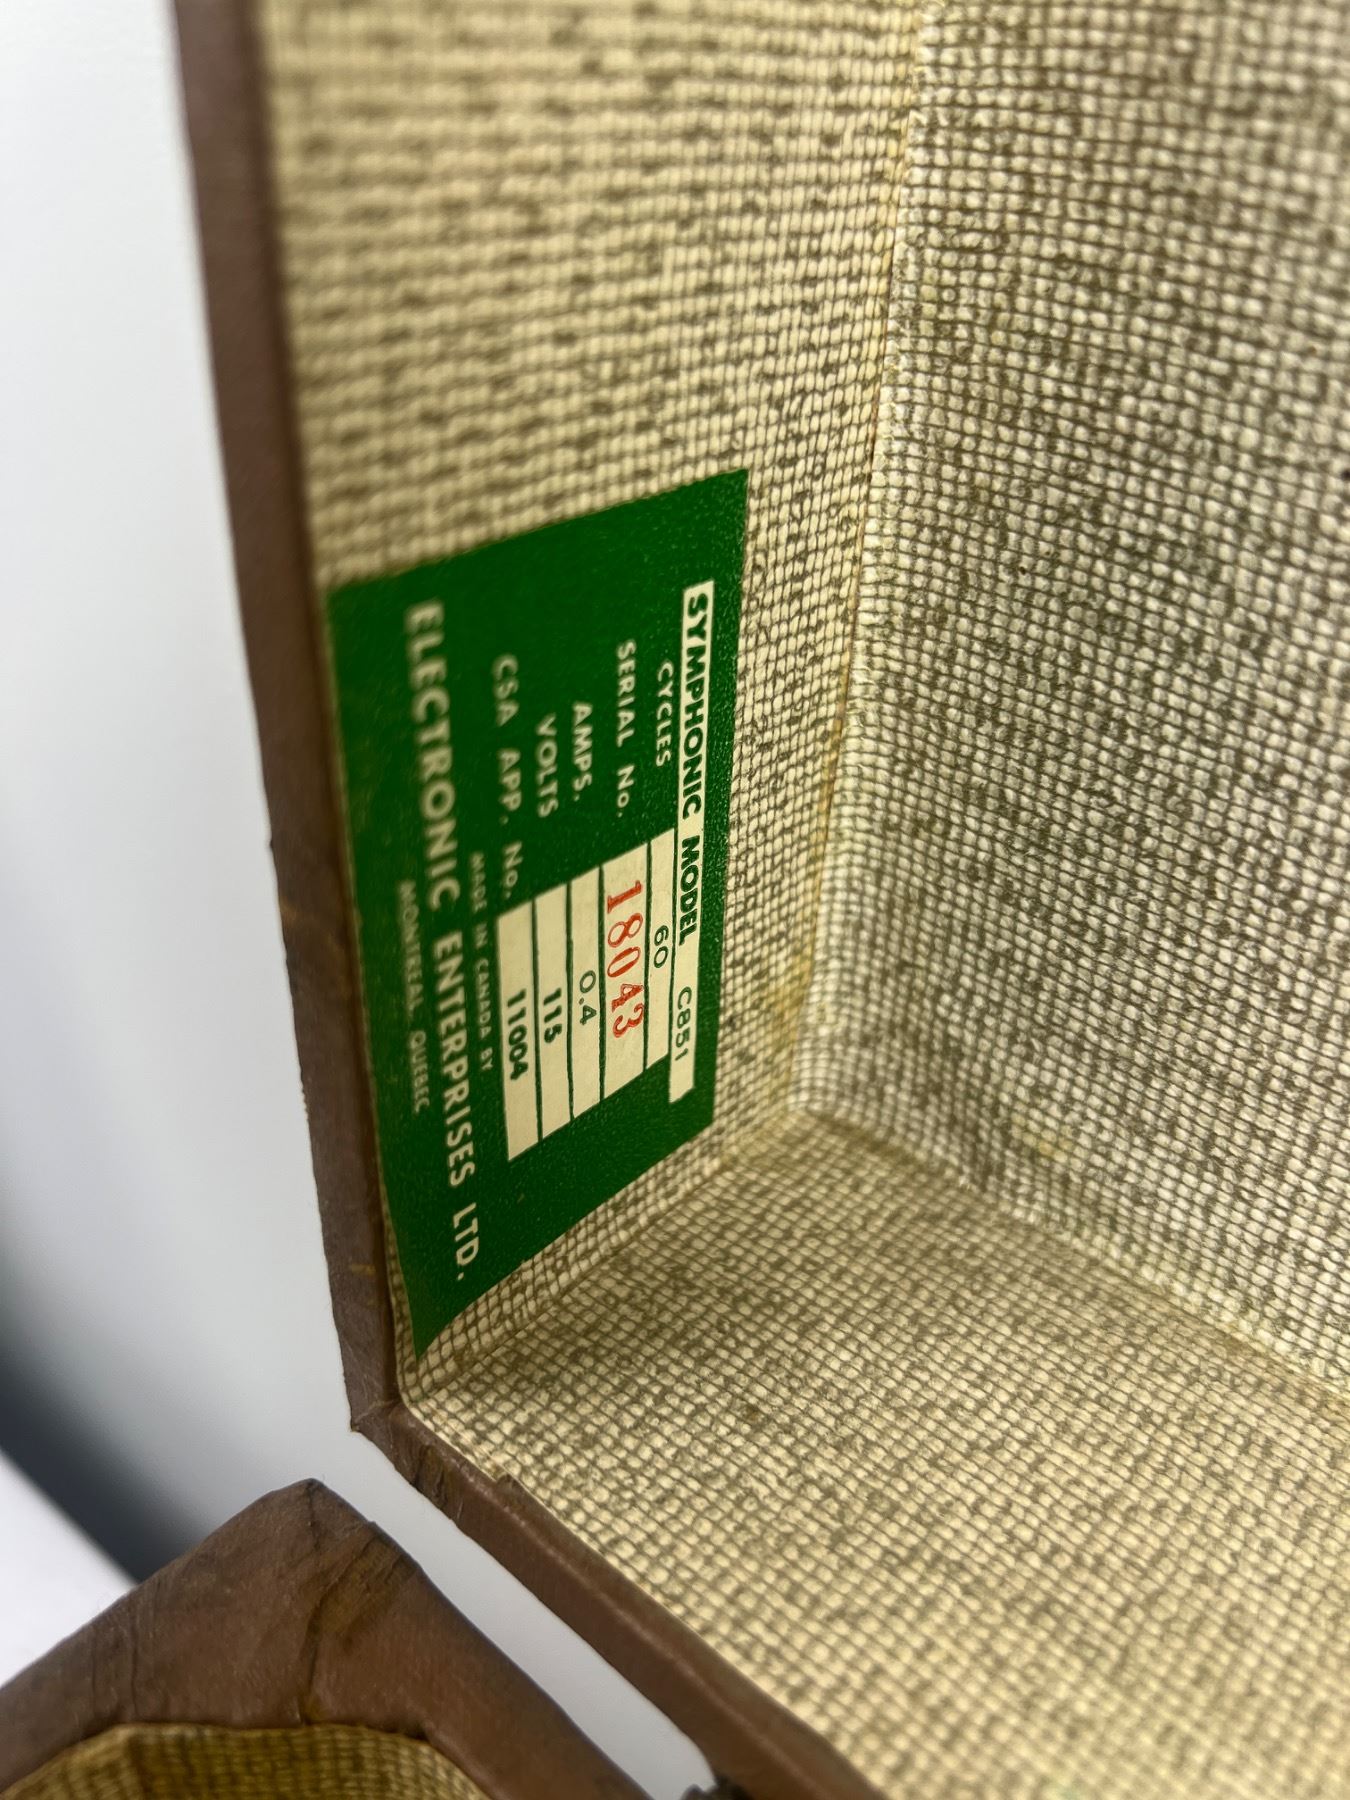 SYMPHONIC MODEL C851
CYCLES 60
SERIAL No. 18043
AMPS. 0.4
VOLTS 115
CSA APP. No. 11004
MADE IN CANADA BY
ELECTRONIC ENTERPRISES LTD.
MONTREAL QUEBEC